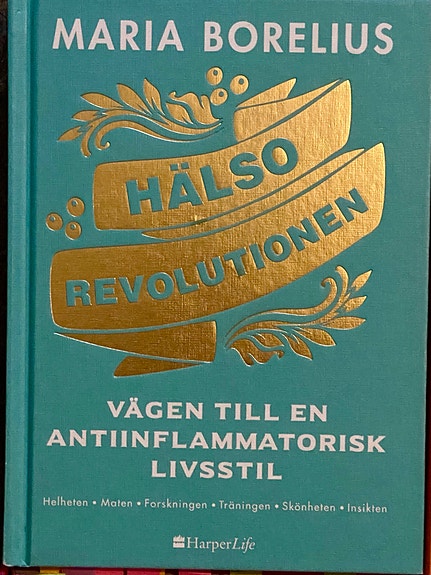 MARIA BORELIUS
HÄLSO
REVOLUTIONEN
VÄGEN TILL EN
ANTIINFLAMMATORISK
LIVSSTIL
Helheten • Maten • Forskningen • Träningen • Skönheten • Insikten
HarperLife